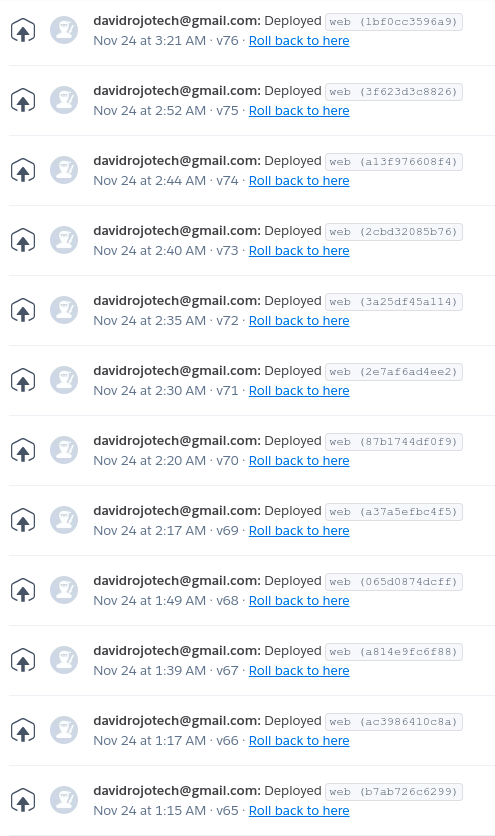 davidrojotech@gmail.com: Deployed web (1bf0cc3596a9)
Nov 24 at 3:21 AM · v76 · Roll back to here
davidrojotech@gmail.com: Deployed web (3f623d3c8826)
Nov 24 at 2:52 AM · v75 · Roll back to here
davidrojotech@gmail.com: Deployed web (a13f976608f4)
Nov 24 at 2:44 AM · v74 · Roll back to here
davidrojotech@gmail.com: Deployed web (2cbd32085b76)
Nov 24 at 2:40 AM · v73 · Roll back to here
davidrojotech@gmail.com: Deployed web (3a25df45a114)
Nov 24 at 2:35 AM · v72 · Roll back to here
davidrojotech@gmail.com: Deployed web (2e7af6ad4ee2)
Nov 24 at 2:30 AM · v71 · Roll back to here
davidrojotech@gmail.com: Deployed web (87b1744df0f9)
Nov 24 at 2:20 AM · v70 · Roll back to here
davidrojotech@gmail.com: Deployed web (a37a5efbc4f5)
Nov 24 at 2:17 AM · v69 · Roll back to here
davidrojotech@gmail.com: Deployed web (065d0874dcff)
Nov 24 at 1:49 AM · v68 · Roll back to here
davidrojotech@gmail.com: Deployed web (a814e9fc6f88)
Nov 24 at 1:39 AM · v67 · Roll back to here
davidrojotech@gmail.com: Deployed web (ac3986410c8a)
Nov 24 at 1:17 AM · v66 · Roll back to here
davidrojotech@gmail.com: Deployed web (b7ab726c6299)
Nov 24 at 1:15 AM · v65 · Roll back to here